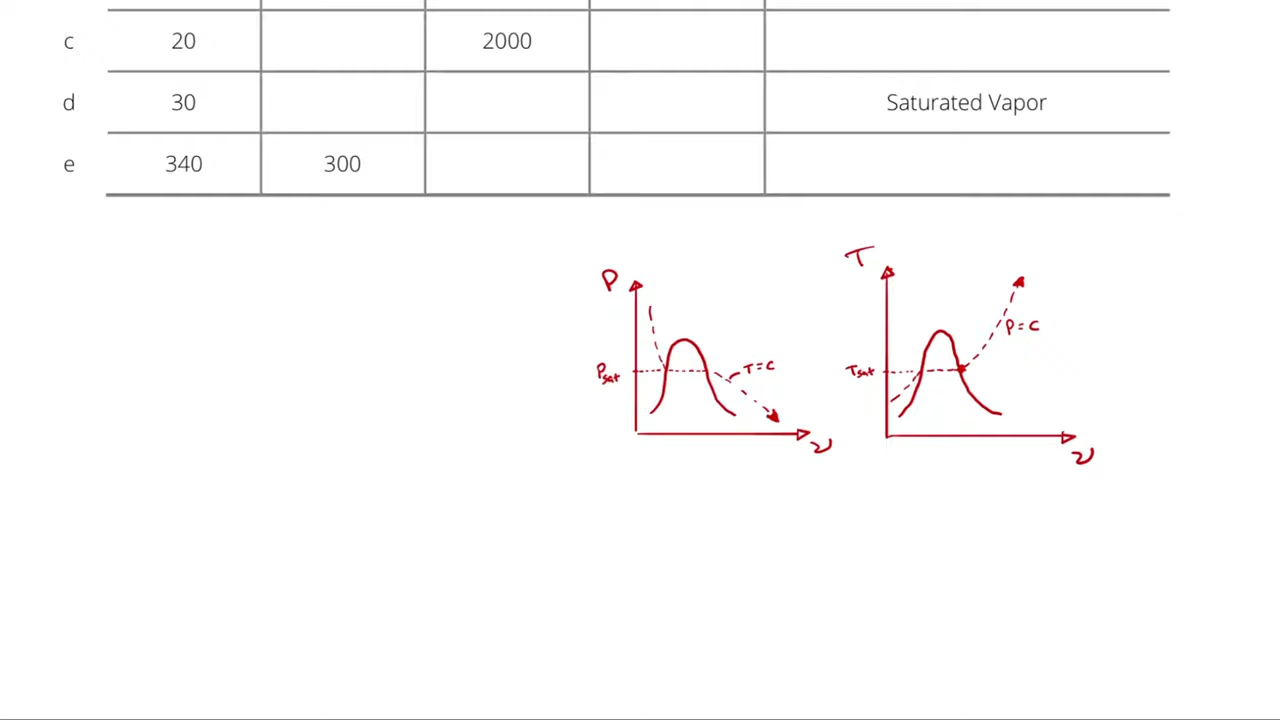 c 20 2000
d 30 Saturated Vapor
e 340 300
P
Psat
T=c
v
T
Tsat
P=c
v